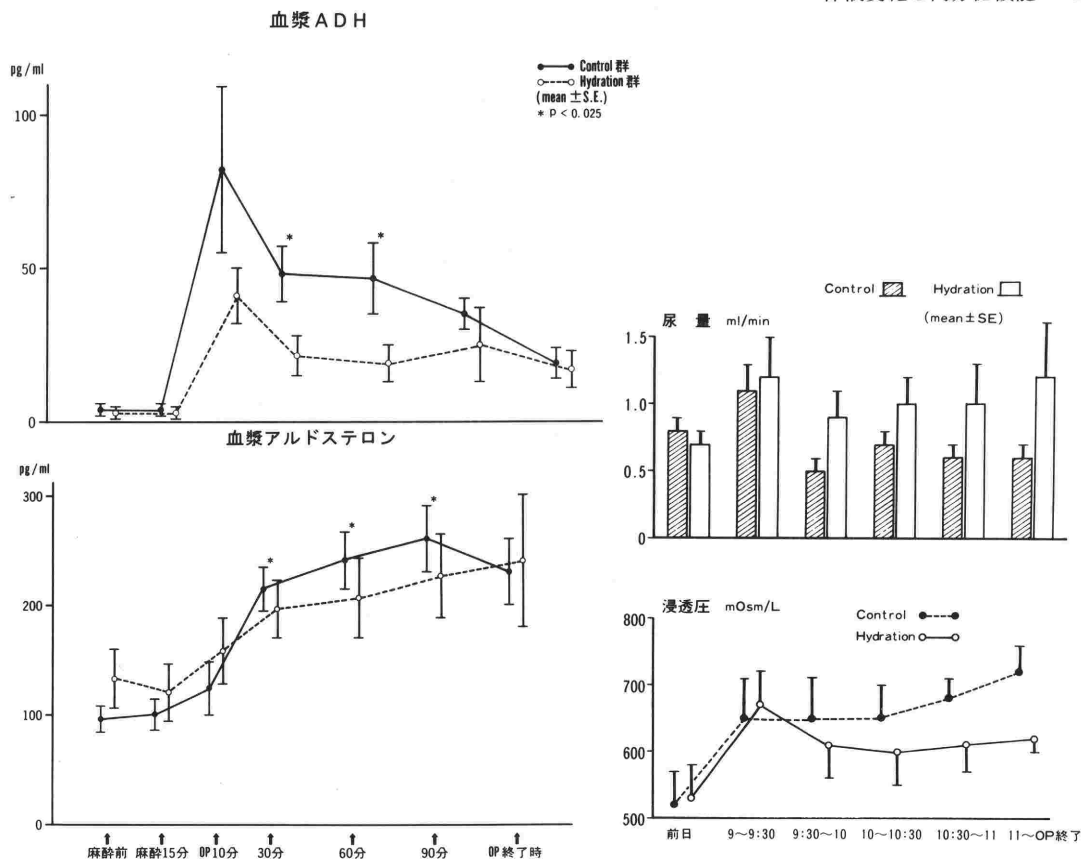 血漿ADH
pg/ml
Control 群
Hydration 群
(mean ±S.E.)
* P < 0.025
100
50
0
*
*
血漿アルドステロン
pg/ml
300
200
100
0
*
*
*
麻酔前 麻酔15分 OP10分 30分 60分 90分 OP終了時
Control Hydration
(mean±SE)
尿 量 ml/min
1.5
1.0
0.5
0
浸透圧 mOsm/L
Control
Hydration
800
700
600
500
前日 9〜9:30 9:30〜10 10〜10:30 10:30〜11 11〜OP終了